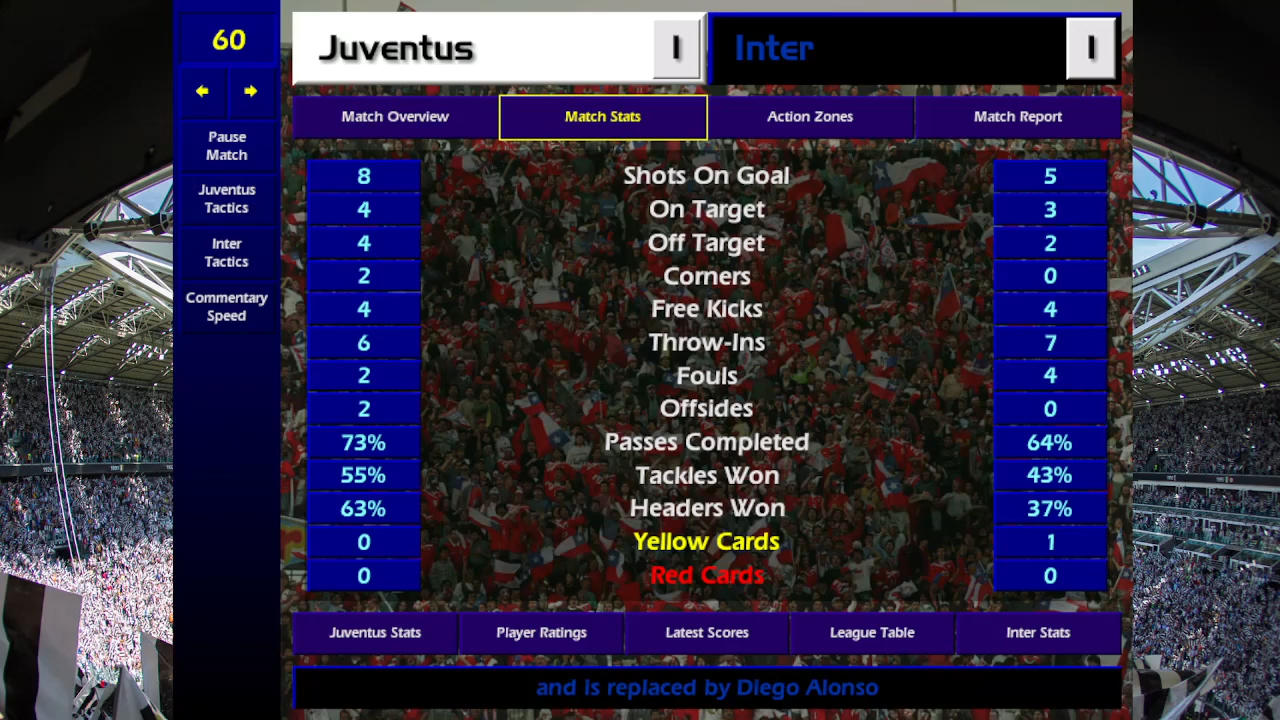 60
Juventus 1 Inter 1
Match Overview Match Stats Action Zones Match Report
Pause
Match
Juventus
Tactics
Inter
Tactics
Commentary
Speed
8 Shots On Goal 5
4 On Target 3
4 Off Target 2
2 Corners 0
4 Free Kicks 4
6 Throw-Ins 7
2 Fouls 4
2 Offsides 0
73% Passes Completed 64%
55% Tackles Won 43%
63% Headers Won 37%
0 Yellow Cards 1
0 Red Cards 0
Juventus Stats Player Ratings Latest Scores League Table Inter Stats
and is replaced by Diego Alonso